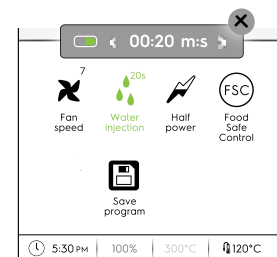 00:20 m:s
7
20s
FSC
Fan
speed
Water
injection
Half
power
Food
Safe
Control
Save
program
5:30 PM
100%
300°C
120°C